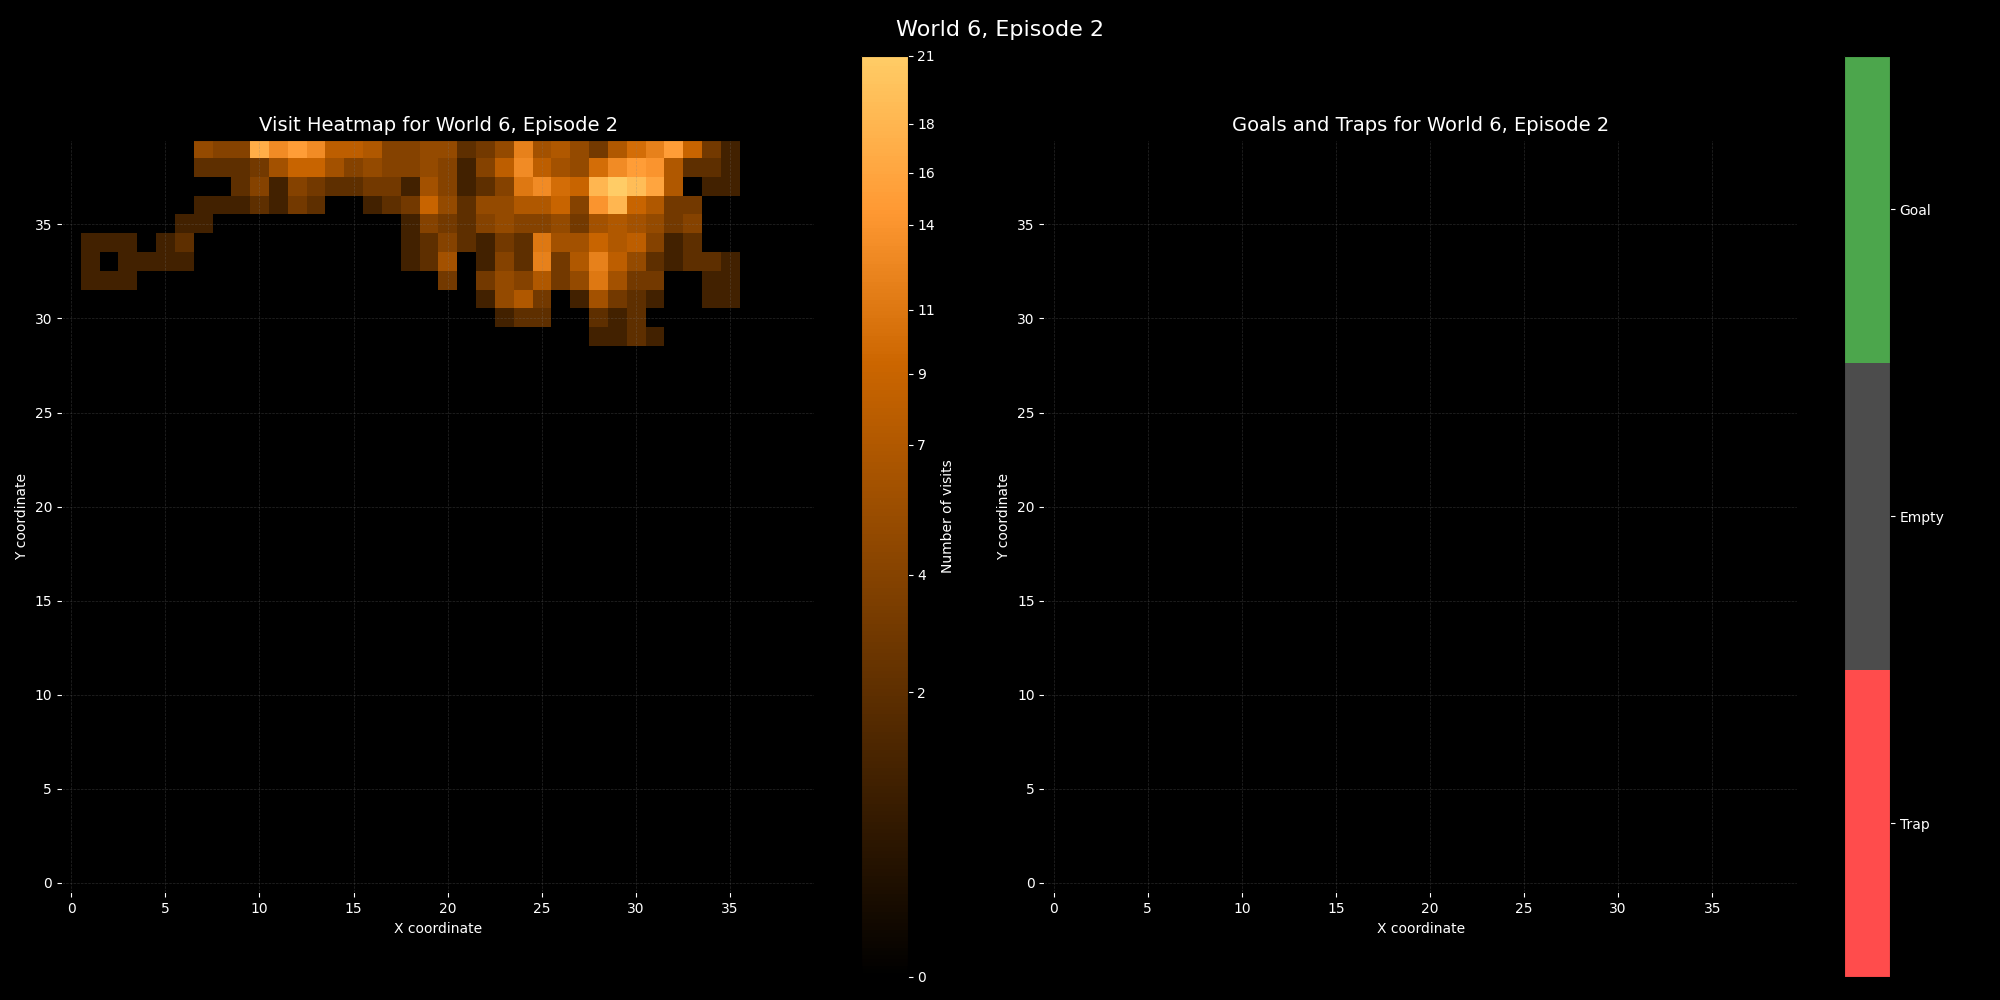 World 6, Episode 2
Visit Heatmap for World 6, Episode 2
Y coordinate
35
30
25
20
15
10
5
0
0 5 10 15 20 25 30 35
X coordinate
21
18
16
14
11
9
7
4
2
0
Number of visits
Goals and Traps for World 6, Episode 2
Y coordinate
35
30
25
20
15
10
5
0
0 5 10 15 20 25 30 35
X coordinate
Goal
Empty
Trap